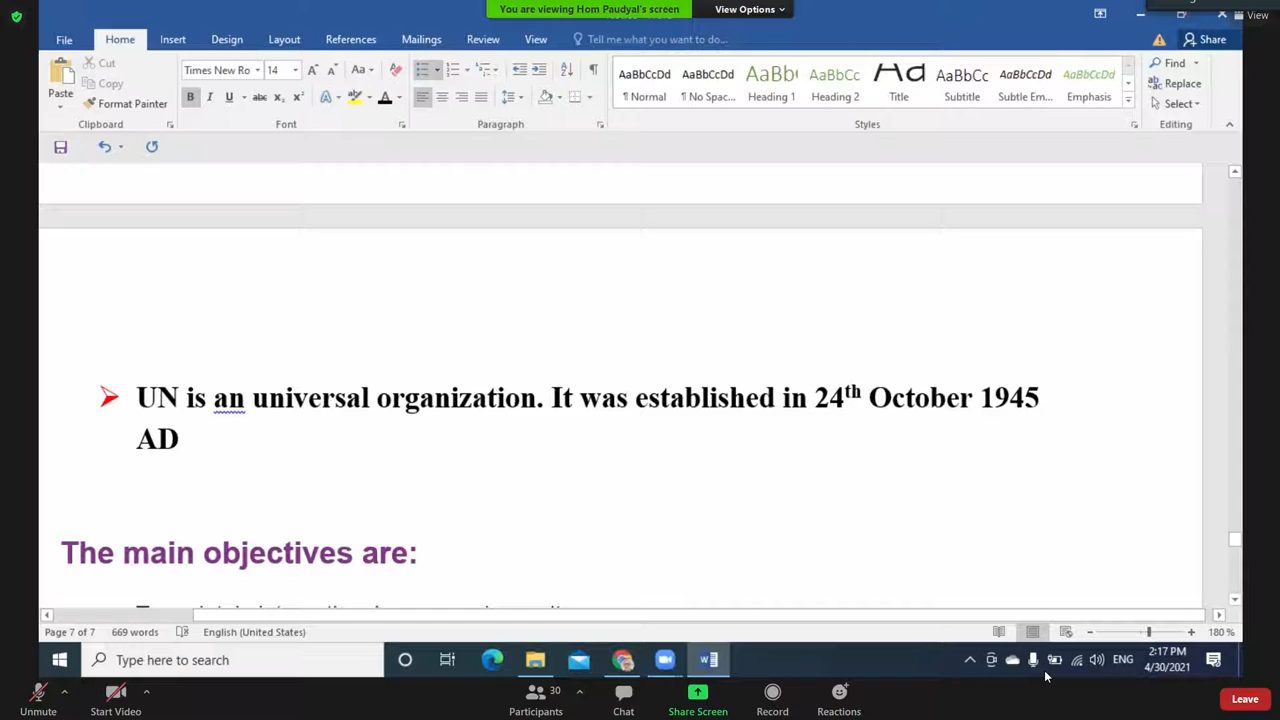 You are viewing Hom Paudyal's screen View Options
View
File Home Insert Design Layout References Mailings Review View Tell me what you want to do... Share
Paste Cut
Copy
Format Painter
Clipboard
Times New Ro 14
Font
Paragraph
AaBbCcDd AaBbCcDd AaBbC AaBbCc Aa AaBbCcD AaBbCcDd AaBbCcDd
¶ Normal ¶ No Spac... Heading 1 Heading 2 Title Subtitle Subtle Em... Emphasis
Styles
Find
Replace
Select
Editing
UN is an universal organization. It was established in 24th October 1945
AD
The main objectives are:
Page 7 of 7 669 words English (United States) 180 %
Type here to search ENG 2:17 PM
4/30/2021
Unmute Start Video 30 Participants Chat Share Screen Record Reactions Leave